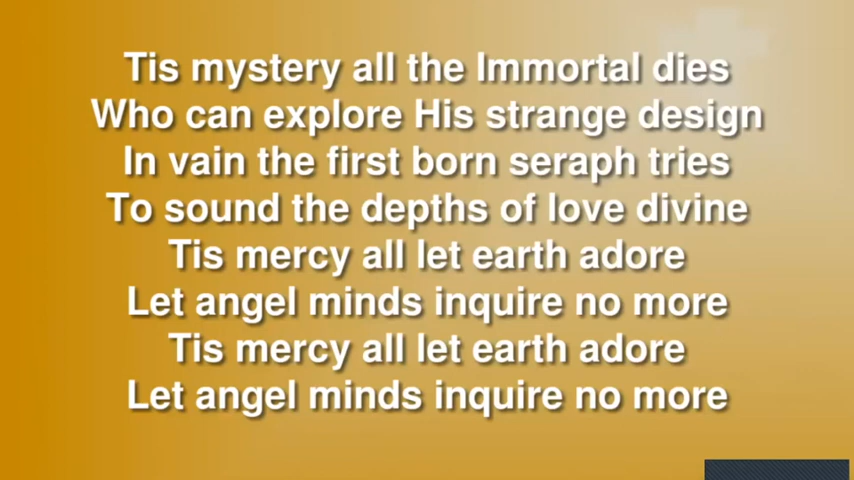 Tis mystery all the Immortal dies
Who can explore His strange design
In vain the first born seraph tries
To sound the depths of love divine
Tis mercy all let earth adore
Let angel minds inquire no more
Tis mercy all let earth adore
Let angel minds inquire no more